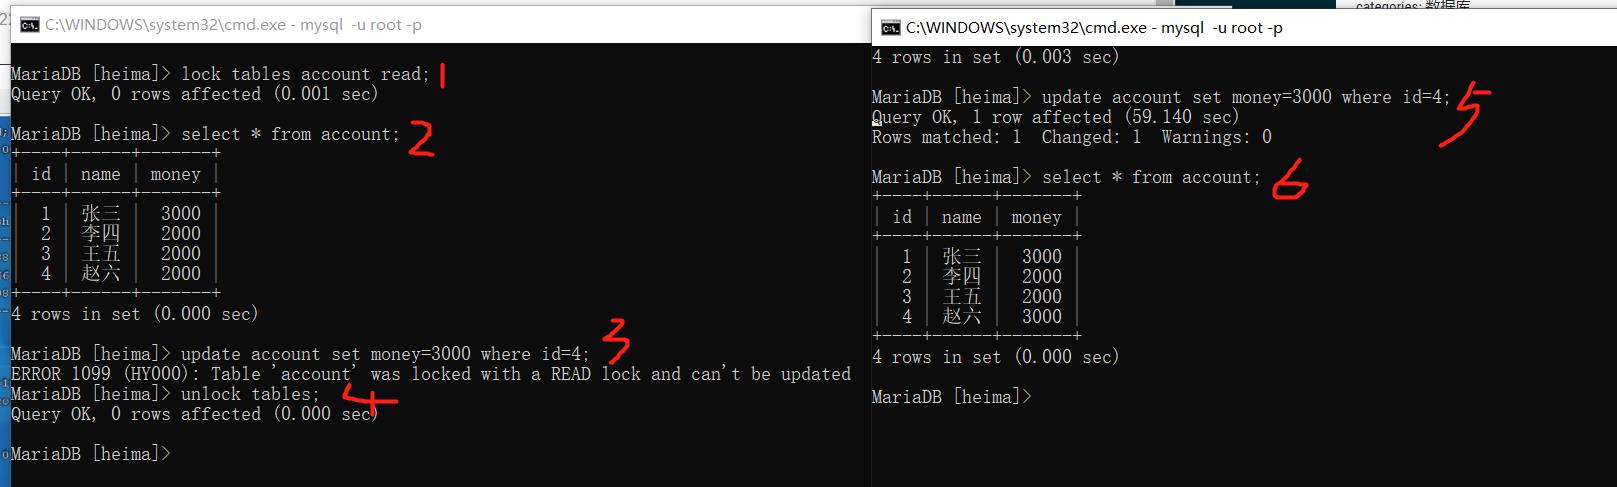 C:\WINDOWS\system32\cmd.exe - mysql  -u root -p
MariaDB [heima]> lock tables account read; 1
Query OK, 0 rows affected (0.001 sec)
MariaDB [heima]> select * from account; 2
+----+------+-------+
| id | name | money |
+----+------+-------+
|  1 | 张三 |  3000 |
|  2 | 李四 |  2000 |
|  3 | 王五 |  2000 |
|  4 | 赵六 |  2000 |
+----+------+-------+
4 rows in set (0.000 sec)
MariaDB [heima]> update account set money=3000 where id=4; 3
ERROR 1099 (HY000): Table 'account' was locked with a READ lock and can't be updated
MariaDB [heima]> unlock tables; 4
Query OK, 0 rows affected (0.000 sec)
MariaDB [heima]>
categories: 数据库
C:\WINDOWS\system32\cmd.exe - mysql  -u root -p
4 rows in set (0.003 sec)
MariaDB [heima]> update account set money=3000 where id=4; 5
Query OK, 1 row affected (59.140 sec)
Rows matched: 1  Changed: 1  Warnings: 0
MariaDB [heima]> select * from account; 6
+----+------+-------+
| id | name | money |
+----+------+-------+
|  1 | 张三 |  3000 |
|  2 | 李四 |  2000 |
|  3 | 王五 |  2000 |
|  4 | 赵六 |  3000 |
+----+------+-------+
4 rows in set (0.000 sec)
MariaDB [heima]>